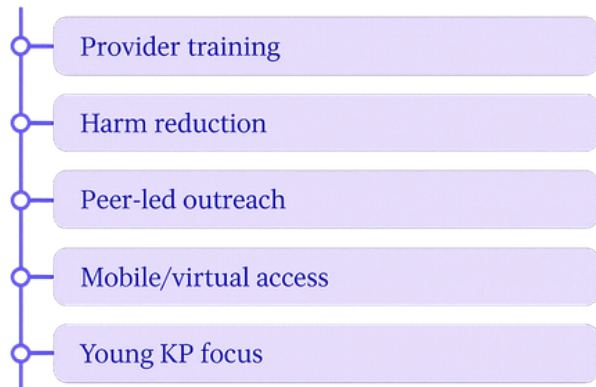 Provider training
Harm reduction
Peer-led outreach
Mobile/virtual access
Young KP focus